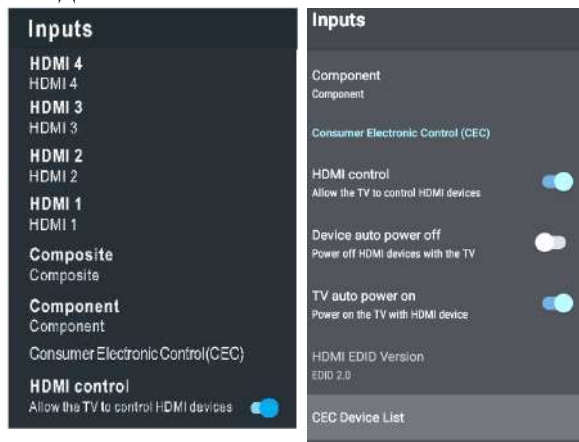 Inputs
HDMI 4
HDMI 4
HDMI 3
HDMI 3
HDMI 2
HDMI 2
HDMI 1
HDMI 1
Composite
Composite
Component
Component
Consumer Electronic Control(CEC)
HDMI control
Allow the TV to control HDMI devices
Inputs
Component
Component
Consumer Electronic Control (CEC)
HDMI control
Allow the TV to control HDMI devices
Device auto power off
Power off HDMI devices with the TV
TV auto power on
Power on the TV with HDMI device
HDMI EDID Version
EDID 2.0
CEC Device List